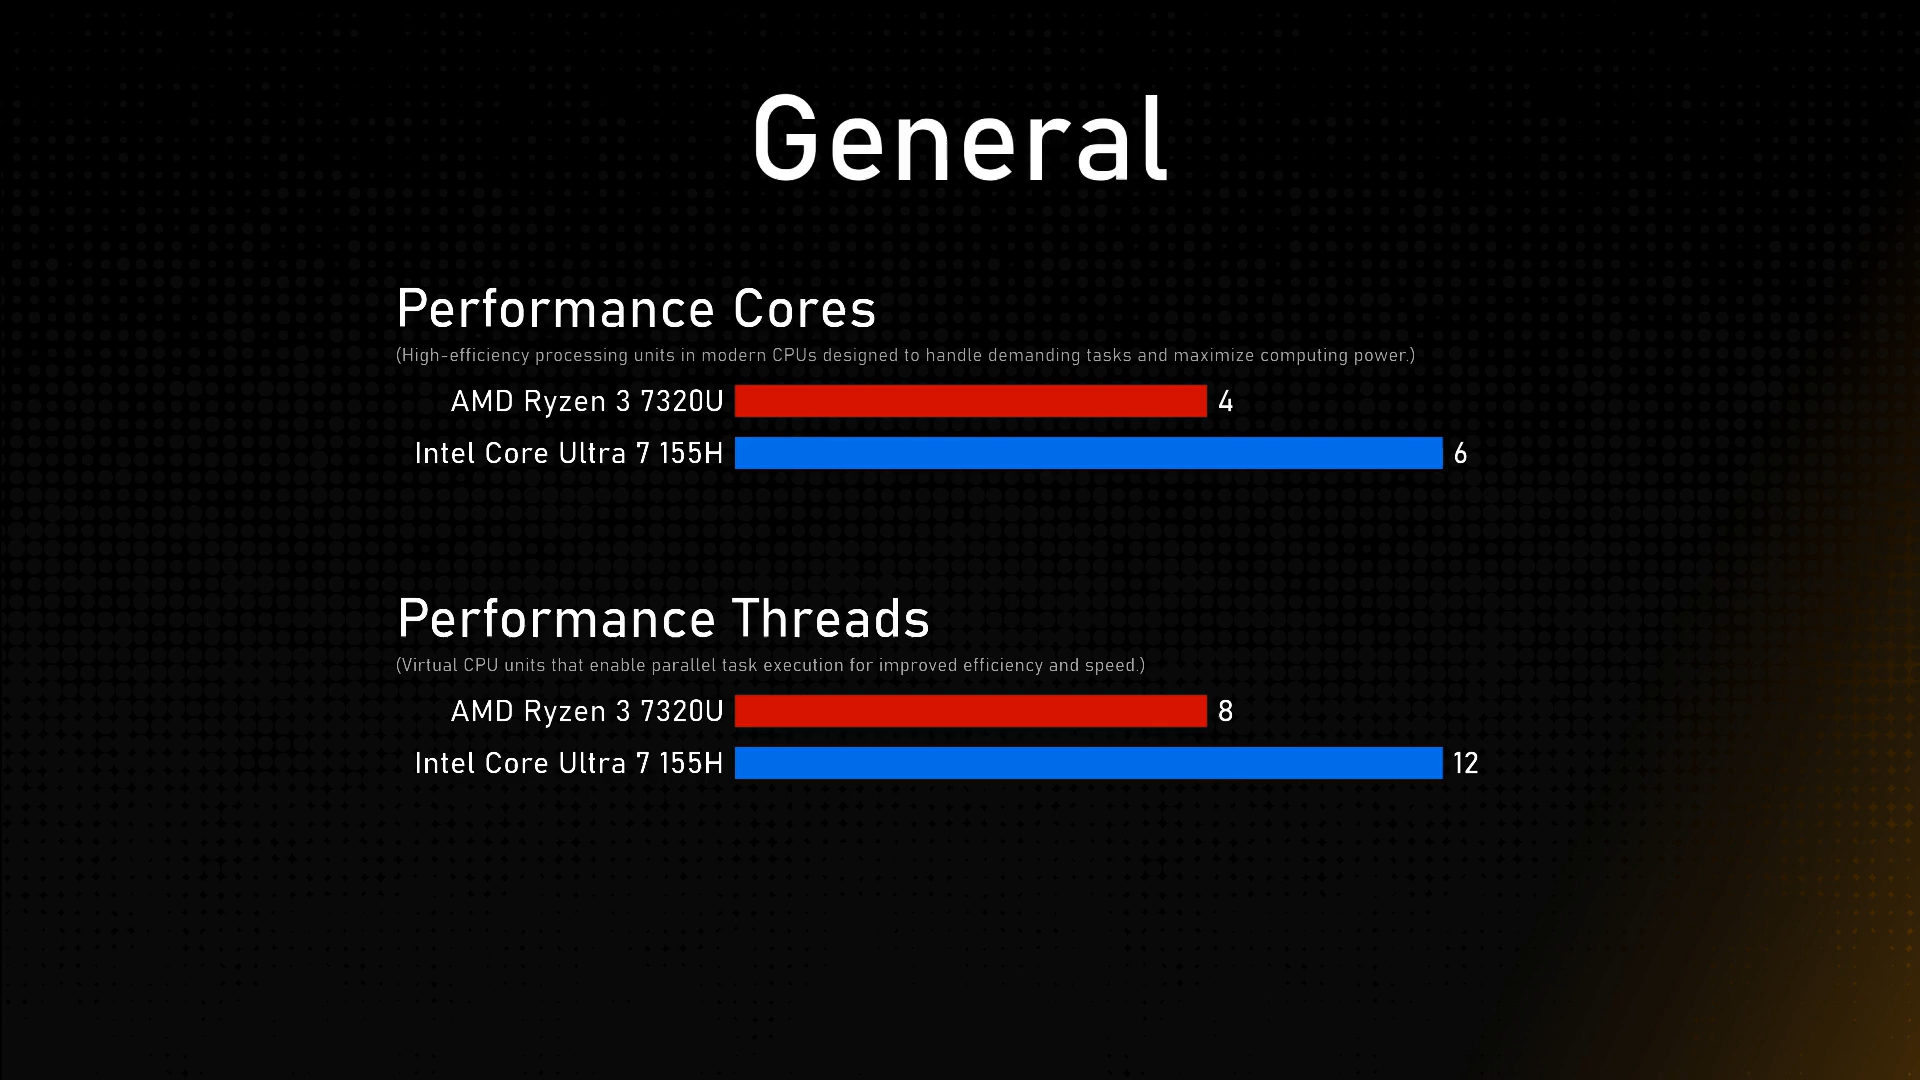 General
Performance Cores
(High-efficiency processing units in modern CPUs designed to handle demanding tasks and maximize computing power.)
AMD Ryzen 3 7320U 4
Intel Core Ultra 7 155H 6
Performance Threads
(Virtual CPU units that enable parallel task execution for improved efficiency and speed.)
AMD Ryzen 3 7320U 8
Intel Core Ultra 7 155H 12